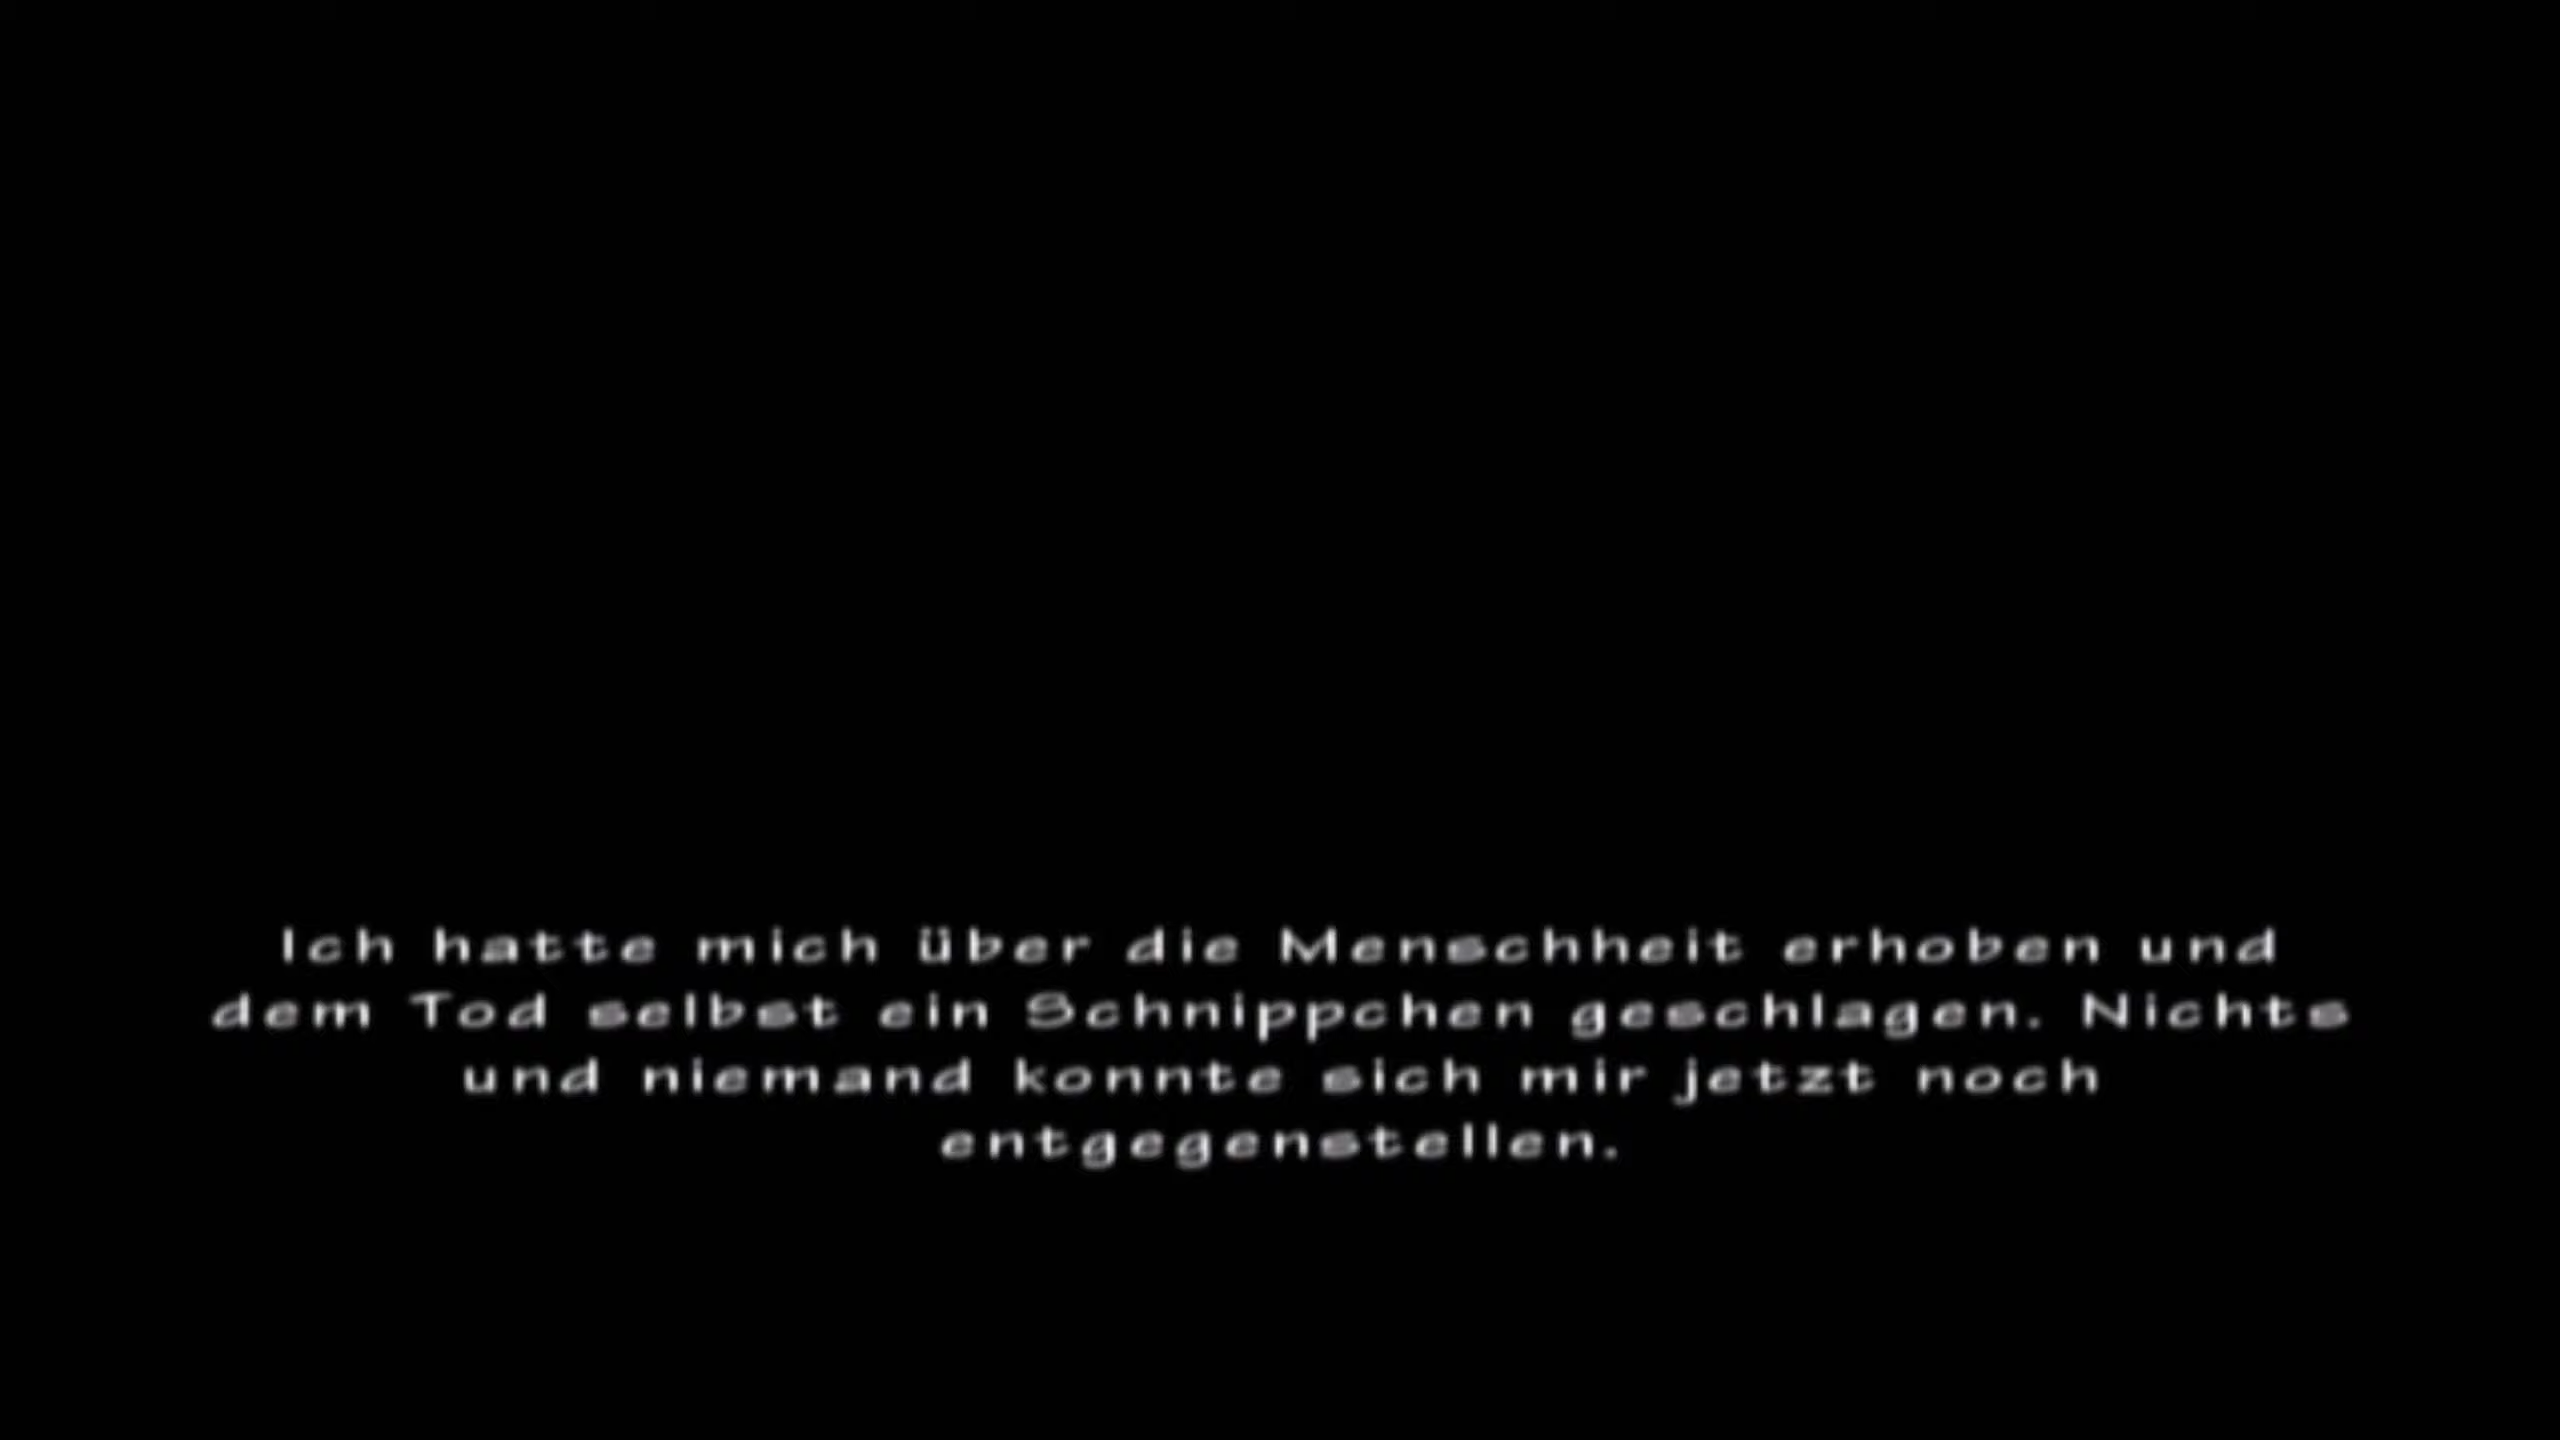 Ich hatte mich über die Menschheit erhoben und
dem Tod selbst ein Schnippchen geschlagen. Nichts
und niemand konnte sich mir jetzt noch
entgegenstellen.